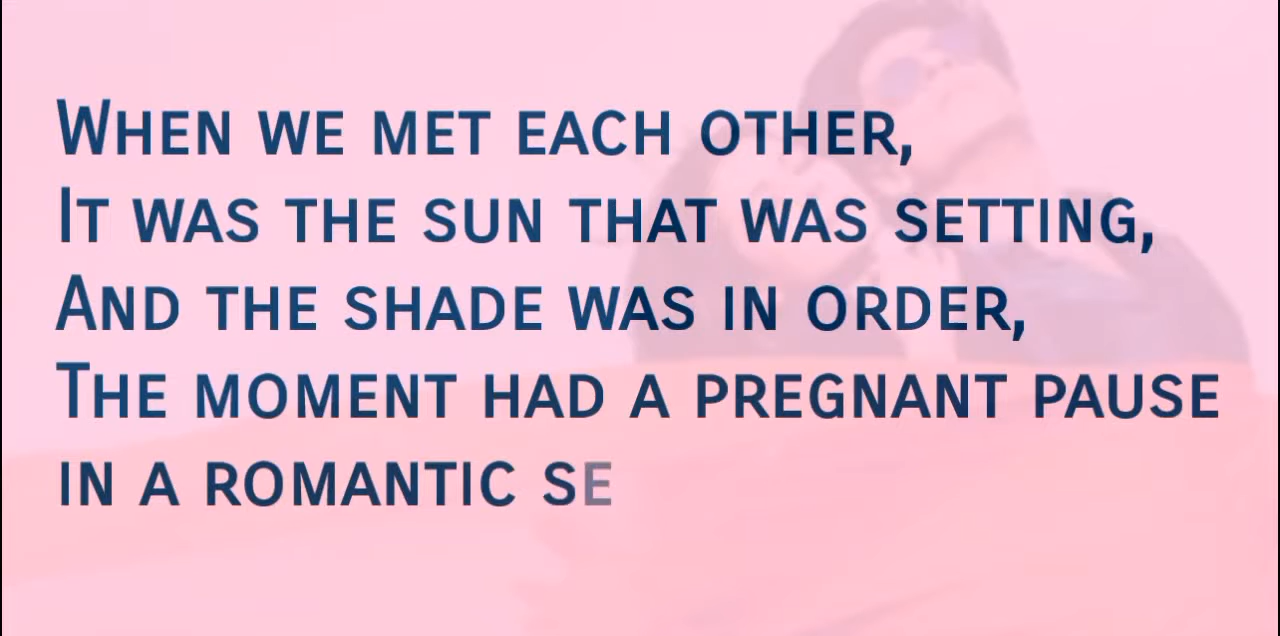 When we met each other,
It was the sun that was setting,
And the shade was in order,
The moment had a pregnant pause
in a romantic se